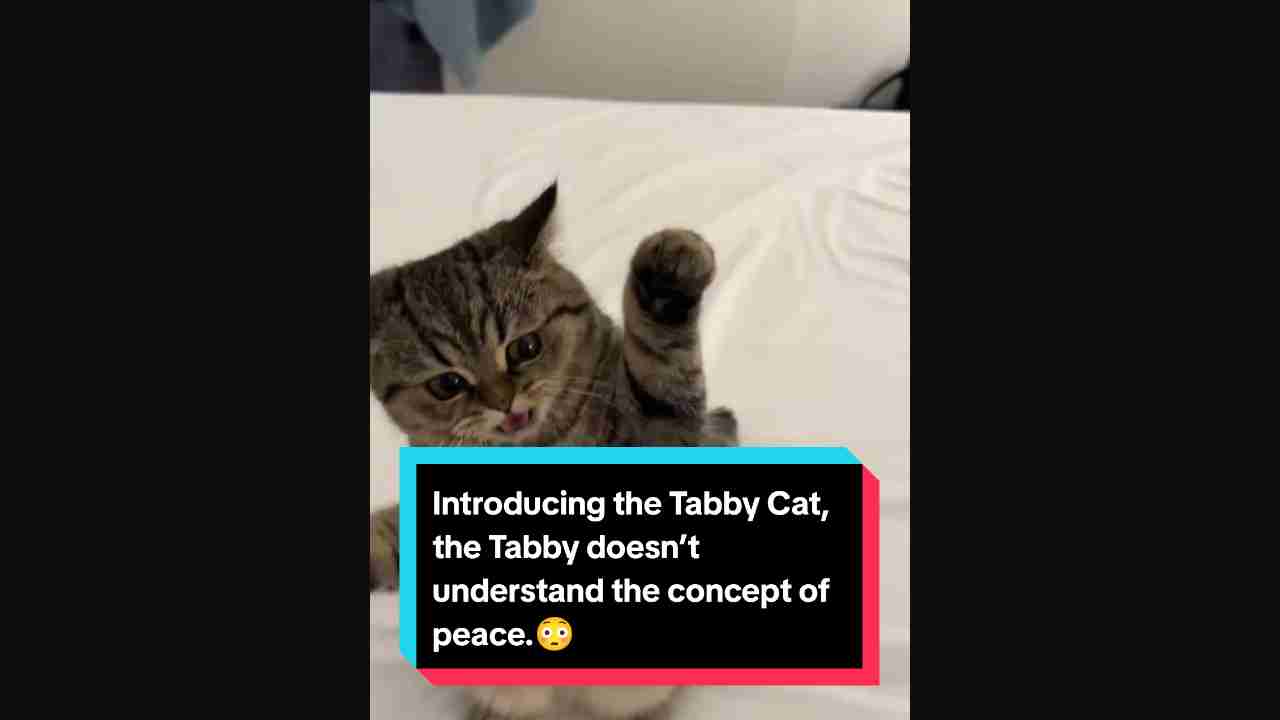 Introducing the Tabby Cat,
the Tabby doesn’t
understand the concept of
peace.😳